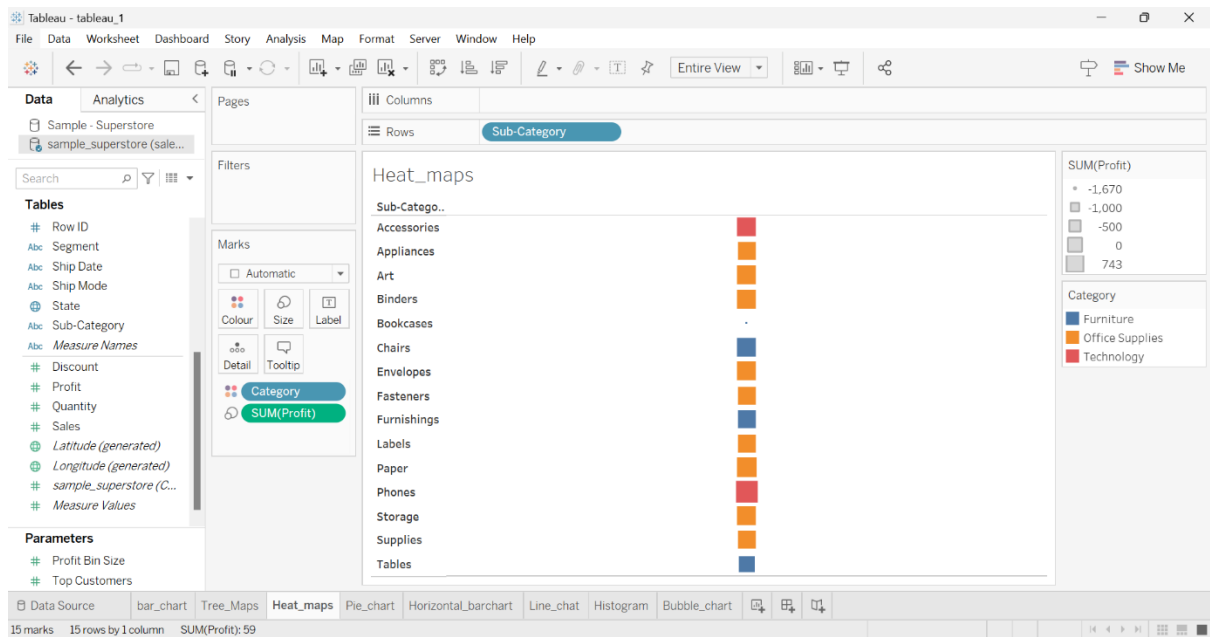 Tableau - tableau_1
File Data Worksheet Dashboard Story Analysis Map Format Server Window Help
Entire View
Show Me
Data Analytics
Sample - Superstore
sample_superstore (sale...
Search
Tables
# Row ID
Abc Segment
Abc Ship Date
Abc Ship Mode
State
Abc Sub-Category
Abc Measure Names
# Discount
# Profit
# Quantity
# Sales
Latitude (generated)
Longitude (generated)
# sample_superstore (C...
# Measure Values
Parameters
# Profit Bin Size
# Top Customers
Pages
Filters
Marks
Automatic
Colour Size Label
Detail Tooltip
Category
SUM(Profit)
Columns
Rows Sub-Category
Heat_maps
Sub-Catego..
Accessories
Appliances
Art
Binders
Bookcases
Chairs
Envelopes
Fasteners
Furnishings
Labels
Paper
Phones
Storage
Supplies
Tables
SUM(Profit)
-1,670
-1,000
-500
0
743
Category
Furniture
Office Supplies
Technology
Data Source bar_chart Tree_Maps Heat_maps Pie_chart Horizontal_barchart Line_chat Histogram Bubble_chart
15 marks 15 rows by 1 column SUM(Profit): 59